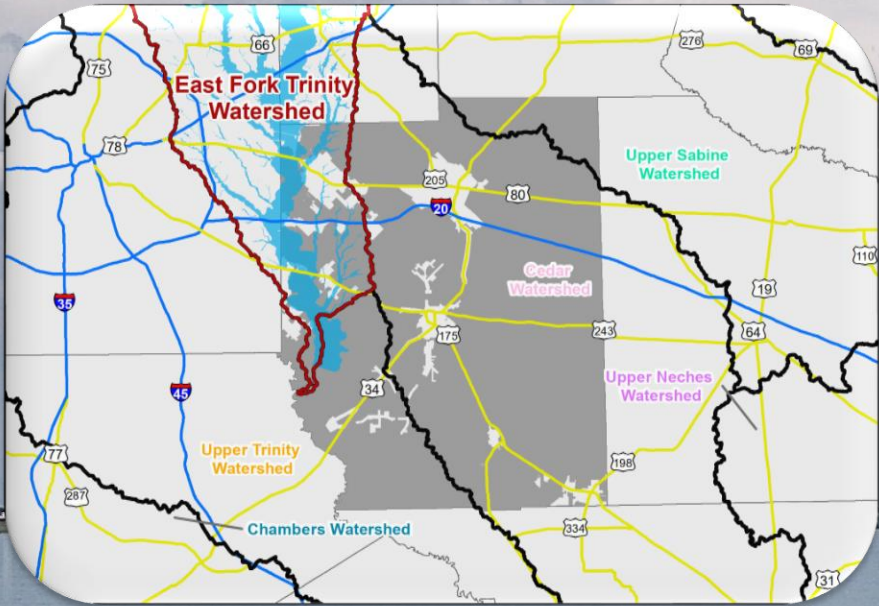 66
276
69
75
East Fork Trinity
Watershed
78
Upper Sabine
Watershed
205
80
20
110
Cedar
Watershed
19
35
243
64
175
Upper Neches
Watershed
34
45
Upper Trinity
Watershed
77
198
287
Chambers Watershed
334
31